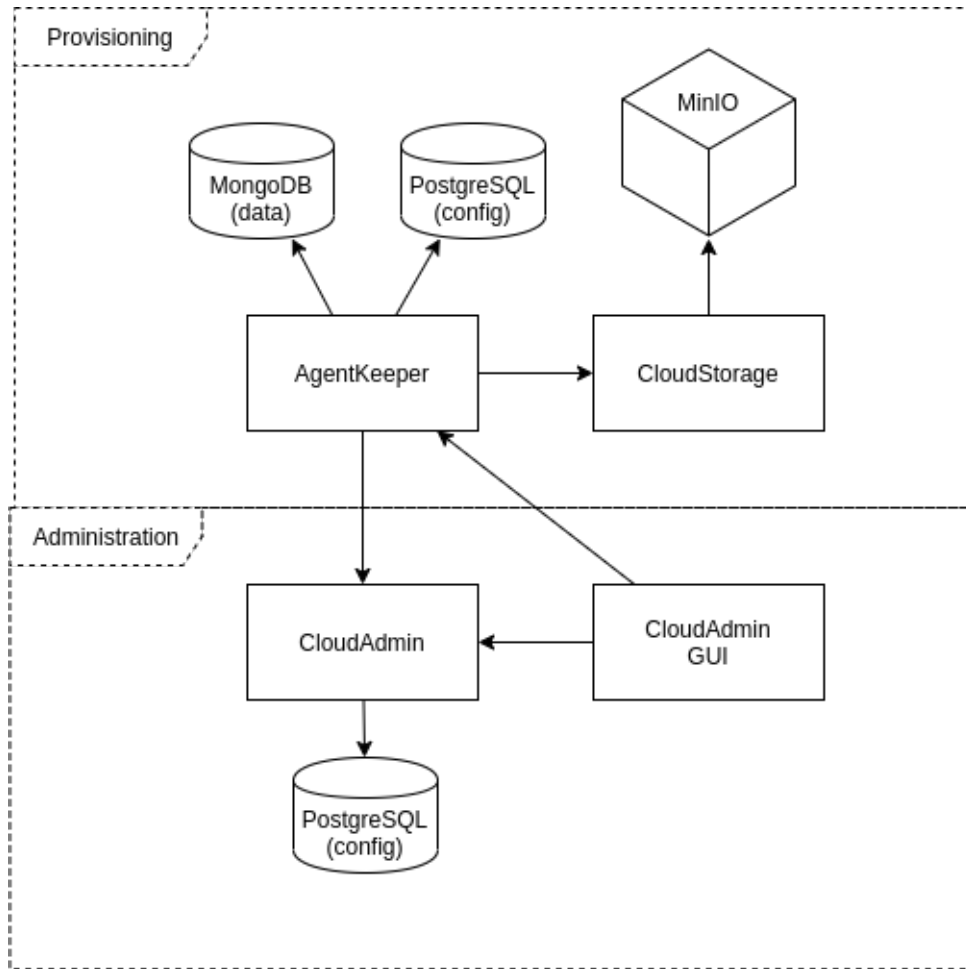 Provisioning
MinIO
MongoDB
(data)
PostgreSQL
(config)
AgentKeeper
CloudStorage
Administration
CloudAdmin
CloudAdmin
GUI
PostgreSQL
(config)